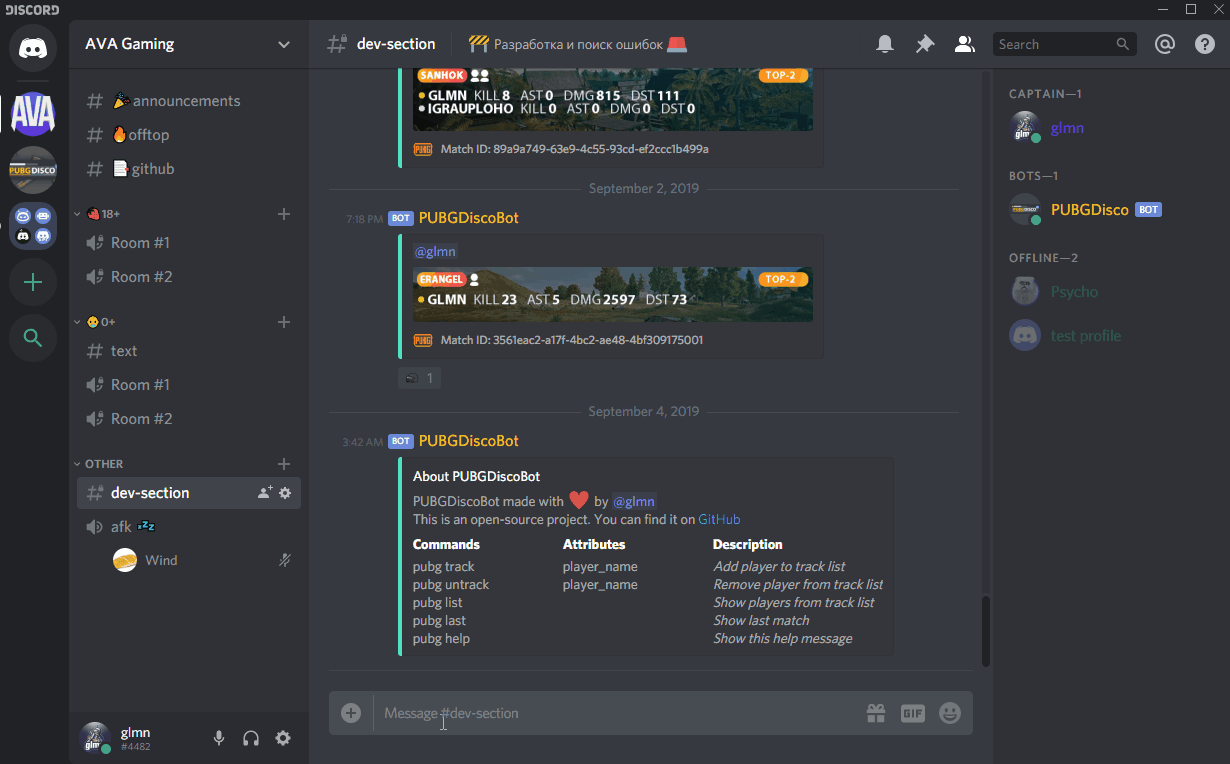 DISCORD
AVA Gaming
dev-section
Разработка и поиск ошибок
Search
AVA
PUBGDISCO
announcements
offtop
github
18+
Room #1
Room #2
0+
text
Room #1
Room #2
OTHER
dev-section
afk
Wind
glmn
#4482
SANHOK TOP-2
GLMN KILL 8 AST 0 DMG 815 DST 111
IGRAUPLOHO KILL 0 AST 0 DMG 0 DST 0
PUBG Match ID: 89a9a749-63e9-4c55-93cd-ef2ccc1b499a
September 2, 2019
7:18 PM BOT PUBGDiscoBot
@glmn
ERANGEL TOP-2
GLMN KILL 23 AST 5 DMG 2597 DST 73
PUBG Match ID: 3561eac2-a17f-4bc2-ae48-4bf309175001
1
September 4, 2019
3:42 AM BOT PUBGDiscoBot
About PUBGDiscoBot
PUBGDiscoBot made with ❤ by @glmn
This is an open-source project. You can find it on GitHub
Commands Attributes Description
pubg track player_name Add player to track list
pubg untrack player_name Remove player from track list
pubg list Show players from track list
pubg last Show last match
pubg help Show this help message
Message #dev-section
GIF
CAPTAIN—1
glmn
BOTS—1
PUBGDisco BOT
OFFLINE—2
Psycho
test profile